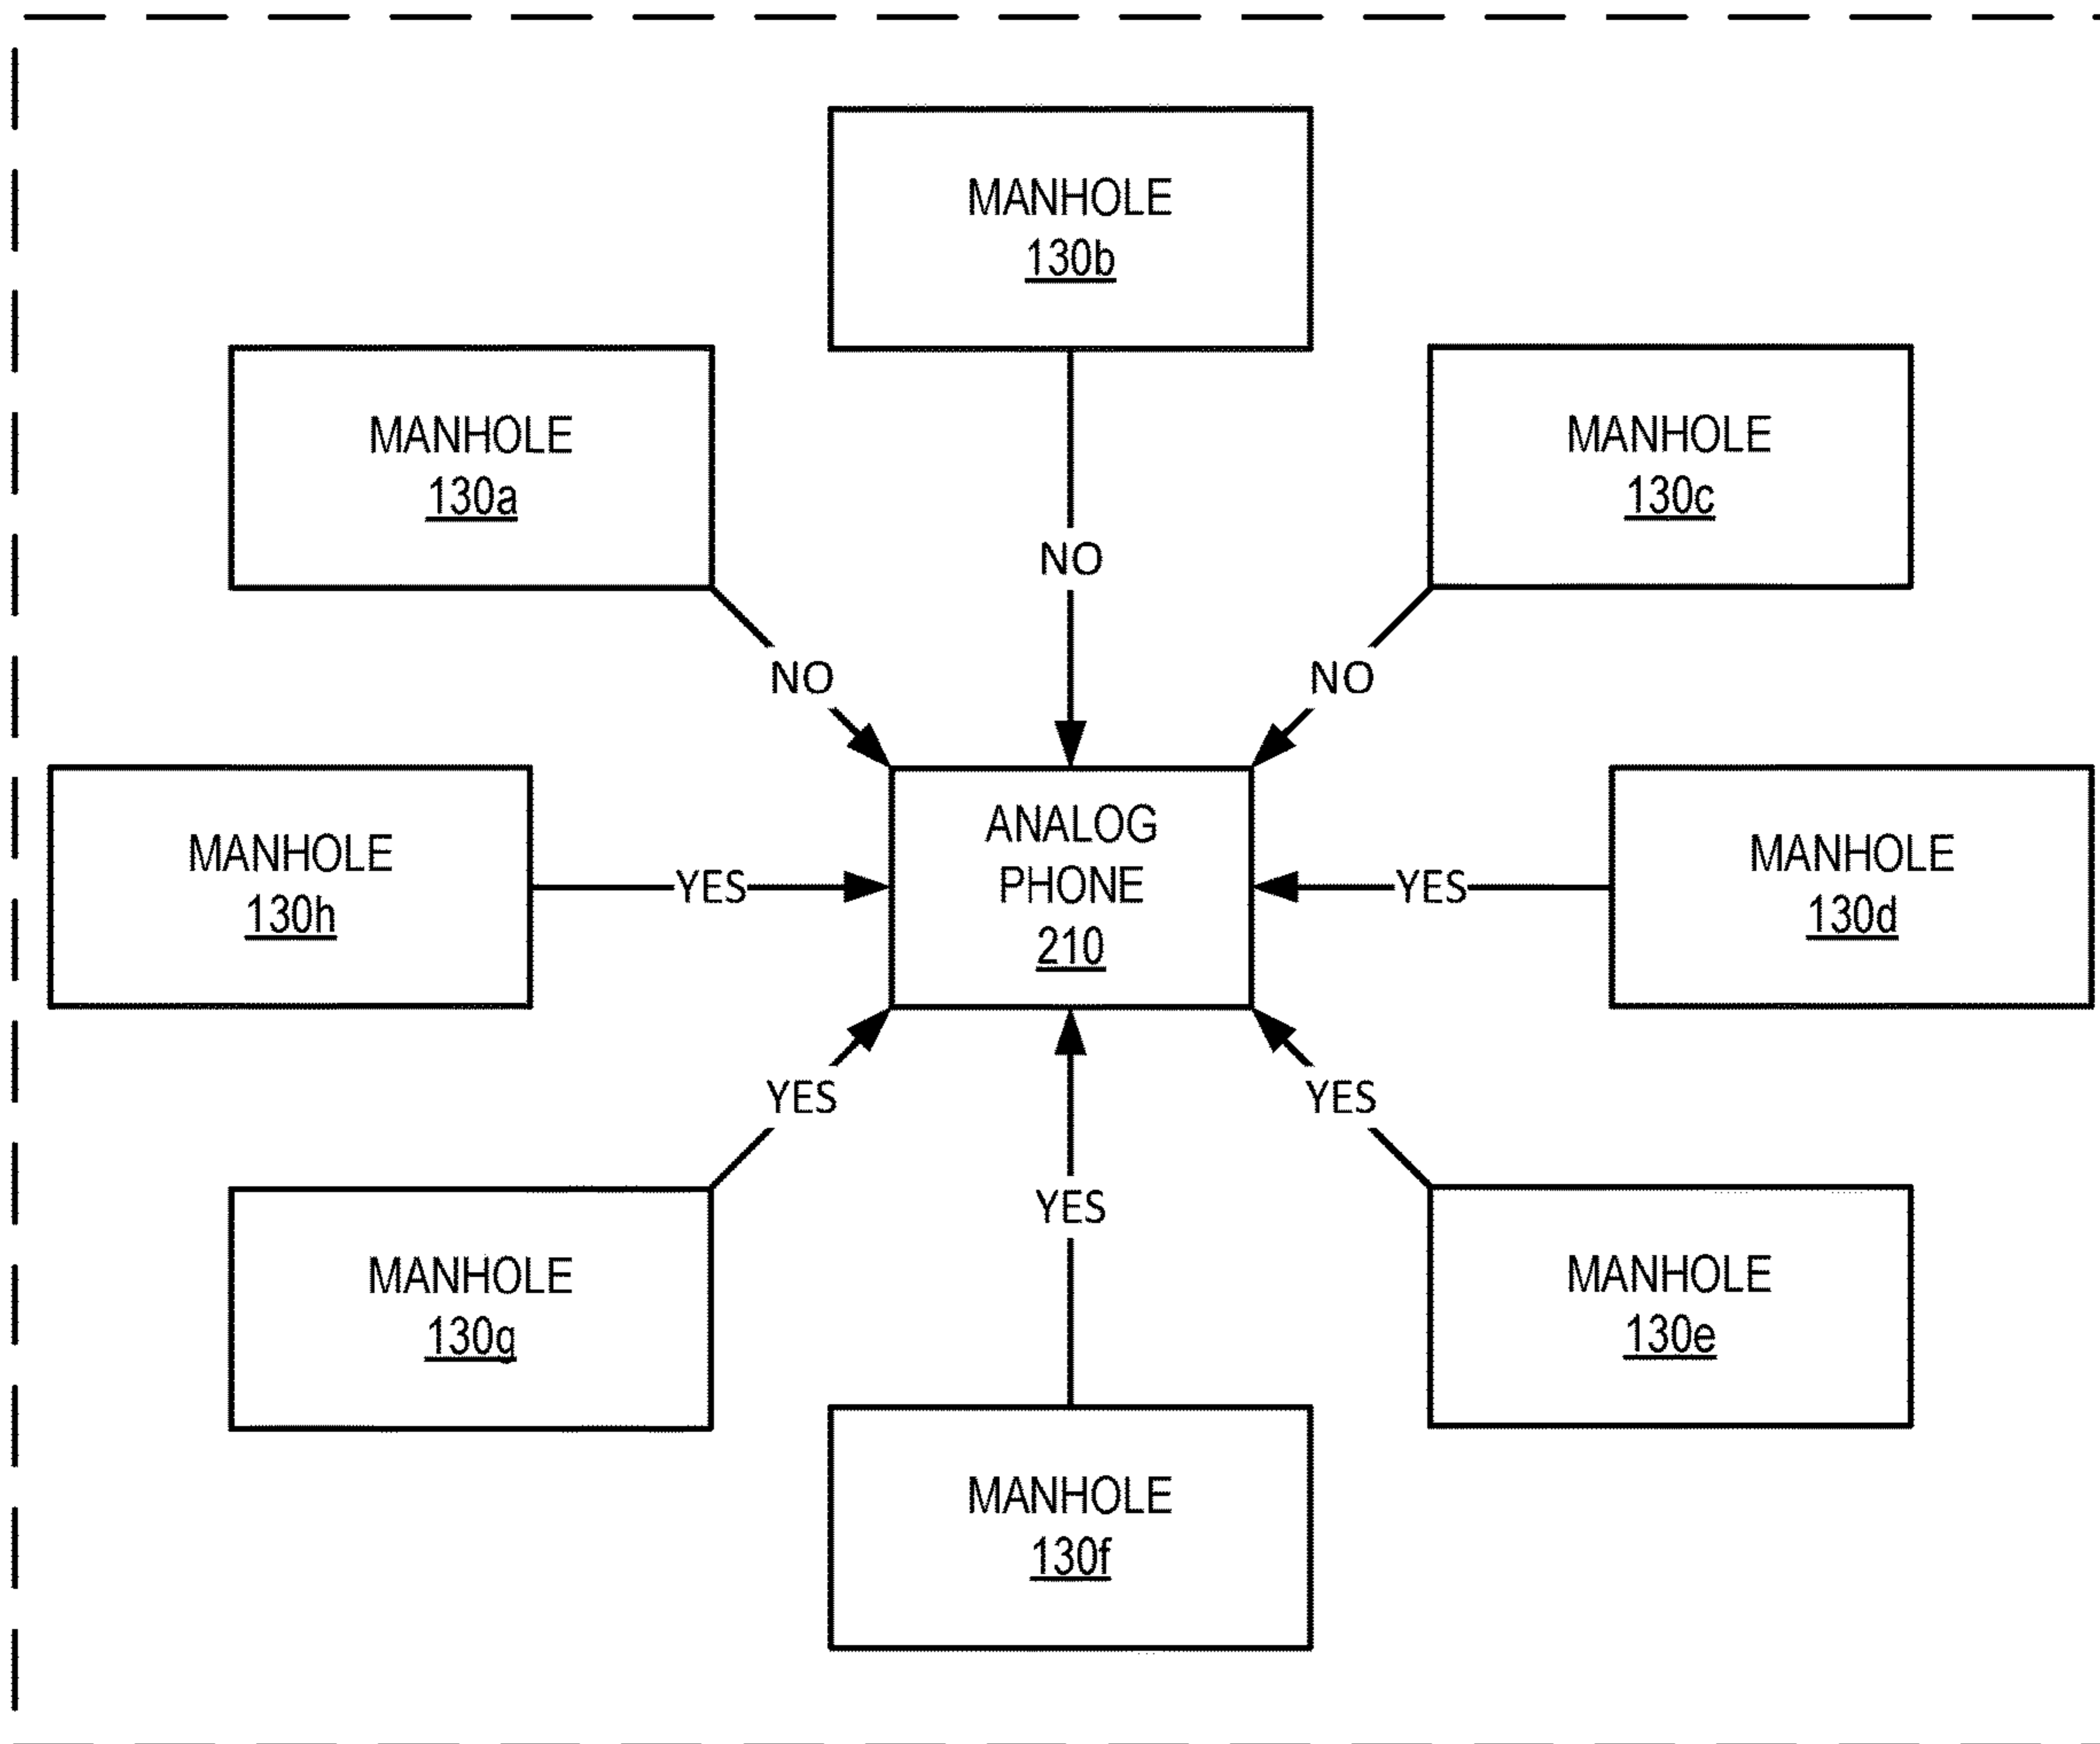 MANHOLE
130b
MANHOLE
130a
MANHOLE
130c
NO
NO
NO
MANHOLE
130h
YES
ANALOG
PHONE
210
YES
MANHOLE
130d
YES
YES
YES
MANHOLE
130g
MANHOLE
130e
MANHOLE
130f